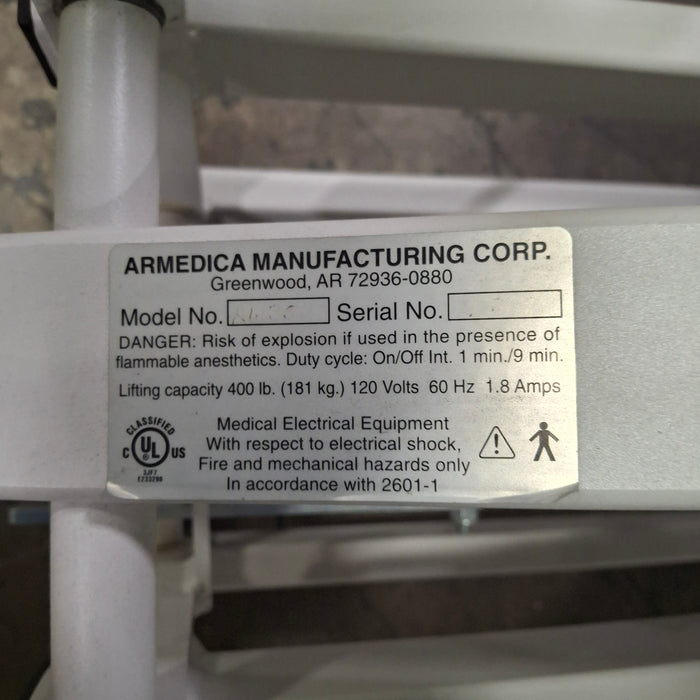 ARMEDICA MANUFACTURING CORP.
Greenwood, AR 72936-0880
Model No. Serial No.
DANGER: Risk of explosion if used in the presence of
flammable anesthetics. Duty cycle: On/Off Int. 1 min./9 min.
Lifting capacity 400 lb. (181 kg.) 120 Volts 60 Hz 1.8 Amps
CLASSIFIED
C UL ® US
3JF7
E233298
Medical Electrical Equipment
With respect to electrical shock,
Fire and mechanical hazards only
In accordance with 2601-1